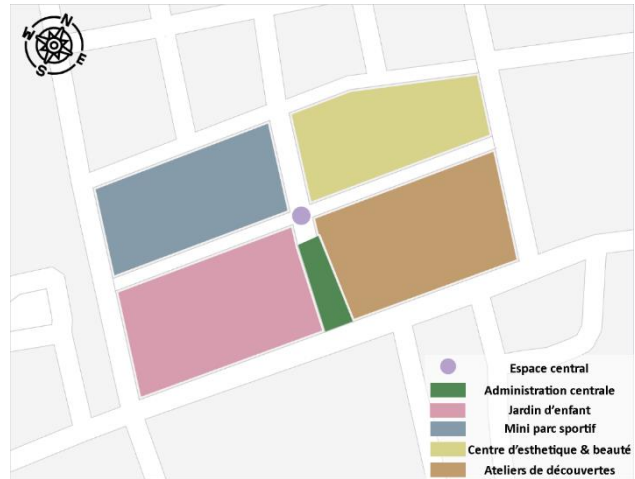 N
W
E
S
Espace central
Administration centrale
Jardin d'enfant
Mini parc sportif
Centre d'esthetique & beauté
Ateliers de découvertes